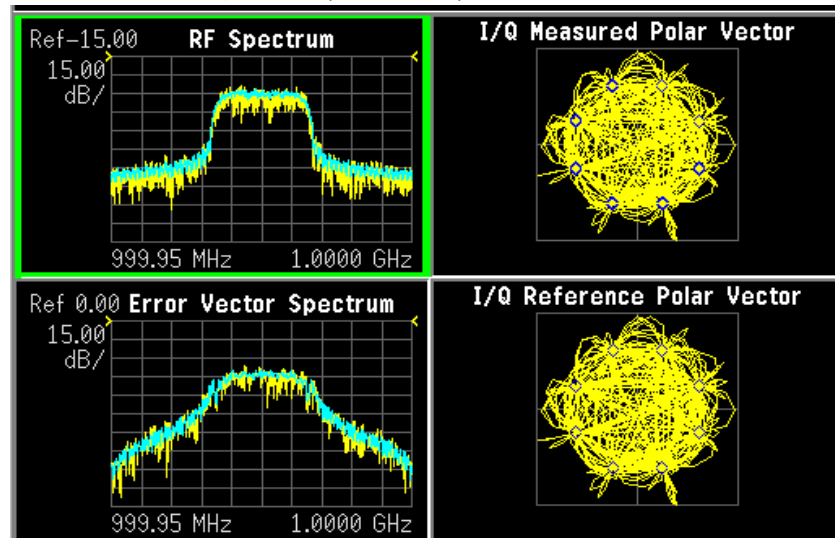 Ref-15.00 RF Spectrum
15.00
dB/
999.95 MHz 1.0000 GHz
I/Q Measured Polar Vector
Ref 0.00 Error Vector Spectrum
15.00
dB/
999.95 MHz 1.0000 GHz
I/Q Reference Polar Vector